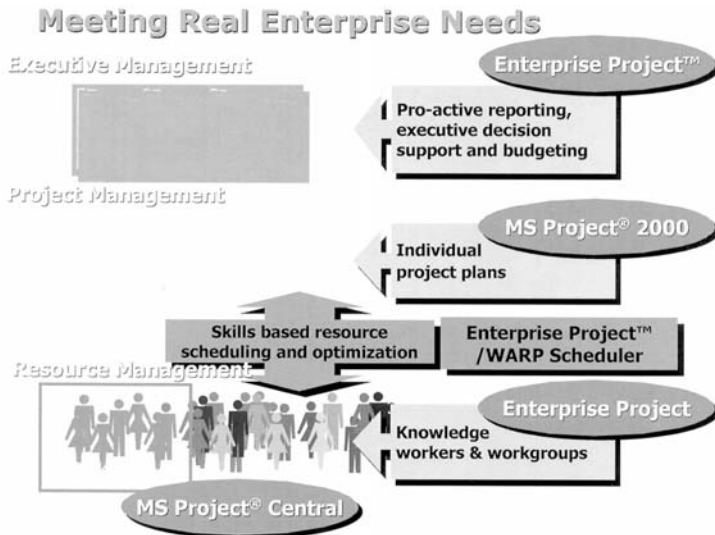 Meeting Real Enterprise Needs
Executive Management
Enterprise Project™
Pro-active reporting,
executive decision
support and budgeting
Project Management
MS Project® 2000
Individual
project plans
Skills based resource
scheduling and optimization
Enterprise Project™
/WARP Scheduler
Resource Management
Enterprise Project
Knowledge
workers & workgroups
MS Project® Central